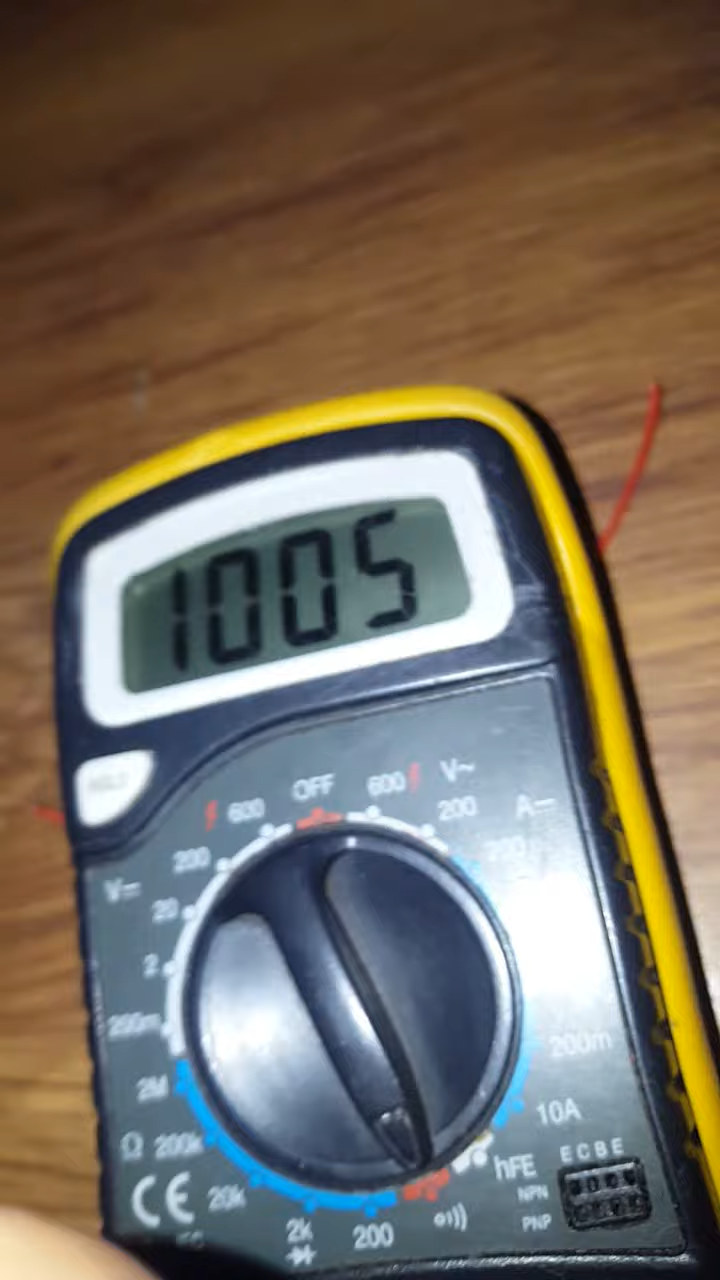 1005
HOLD
OFF
600 600 V~
200 200 A=
V= 200
20
2
200m 200m
2M 10A
Ω 200k hFE E C B E
CE 20k NPN
2k 200 PNP